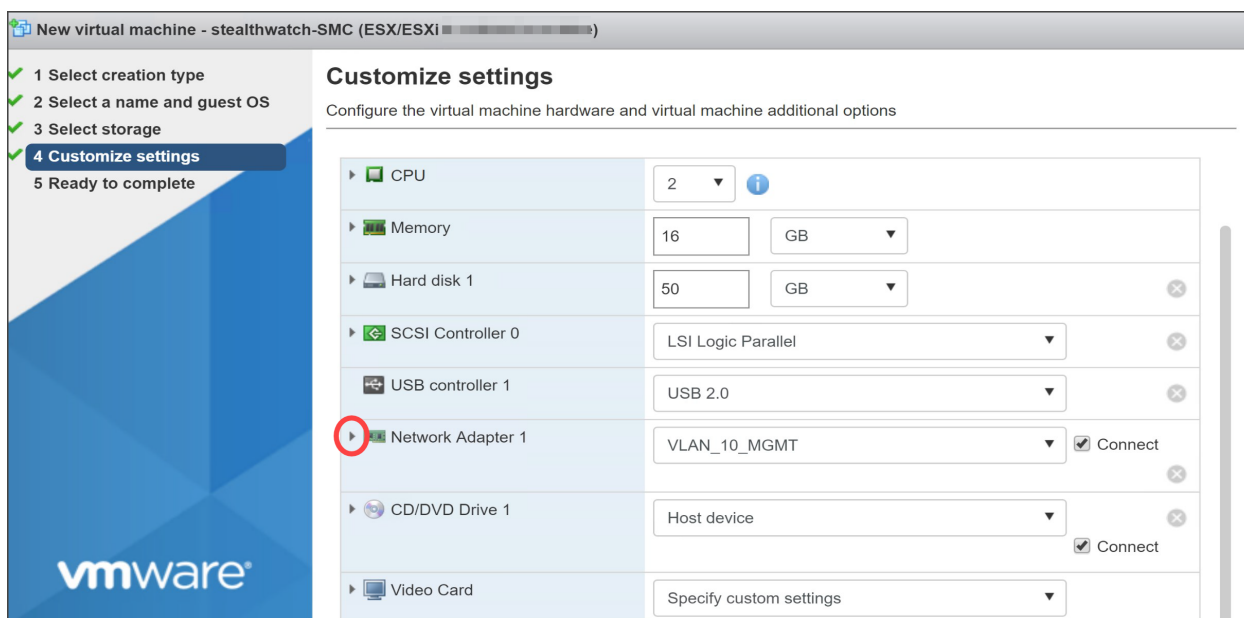 New virtual machine - stealthwatch-SMC (ESX/ESXi )
1 Select creation type
2 Select a name and guest OS
3 Select storage
4 Customize settings
5 Ready to complete
vmware®
Customize settings
Configure the virtual machine hardware and virtual machine additional options
CPU 2
Memory 16 GB
Hard disk 1 50 GB
SCSI Controller 0 LSI Logic Parallel
USB controller 1 USB 2.0
Network Adapter 1 VLAN_10_MGMT Connect
CD/DVD Drive 1 Host device
Connect
Video Card Specify custom settings